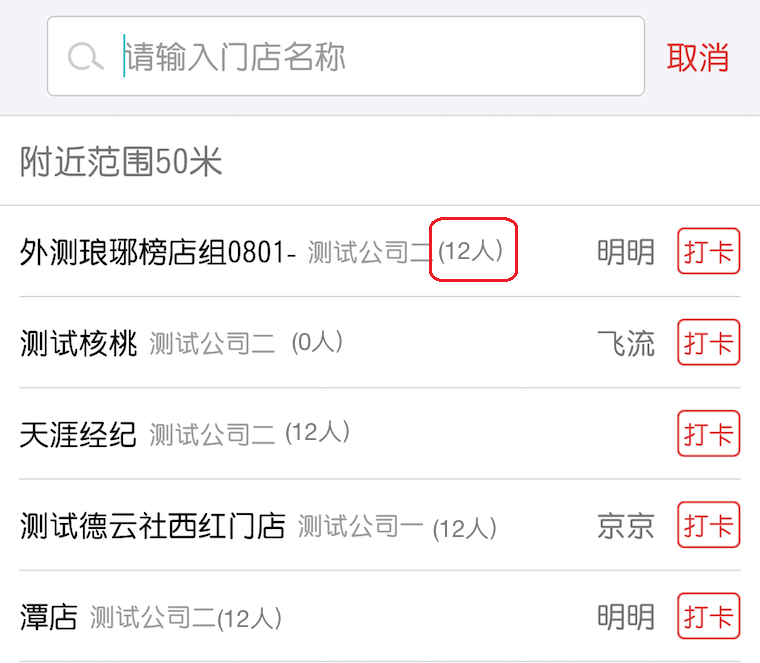 请输入门店名称 取消
附近范围50米
外测琅琊榜店组0801- 测试公司二(12人) 明明 打卡
测试核桃 测试公司二 (0人) 飞流 打卡
天涯经纪 测试公司二 (12人) 打卡
测试德云社西红门店 测试公司一 (12人) 京京 打卡
潭店 测试公司二(12人) 明明 打卡